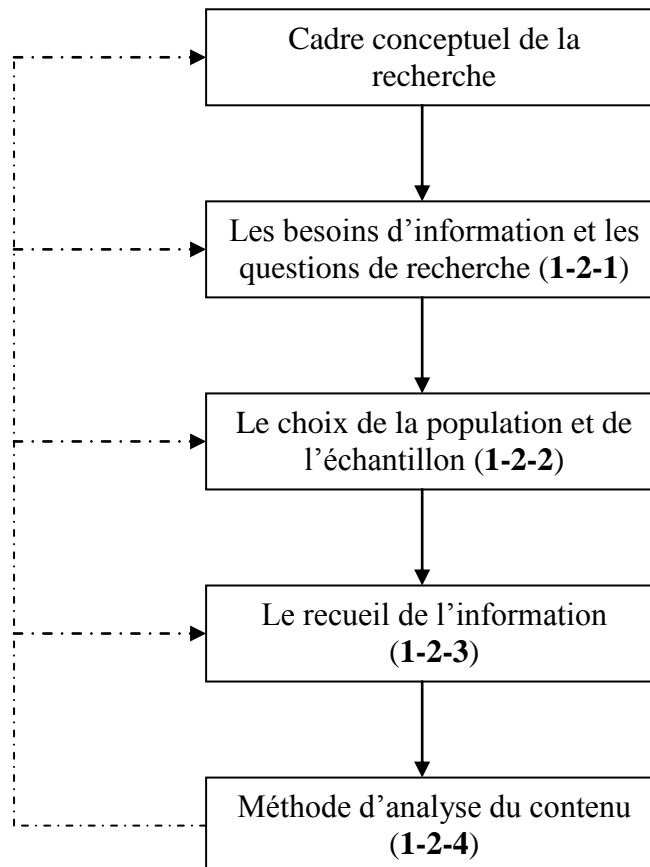 Cadre conceptuel de la
recherche
Les besoins d’information et les
questions de recherche (1-2-1)
Le choix de la population et de
l’échantillon (1-2-2)
Le recueil de l’information
(1-2-3)
Méthode d’analyse du contenu
(1-2-4)